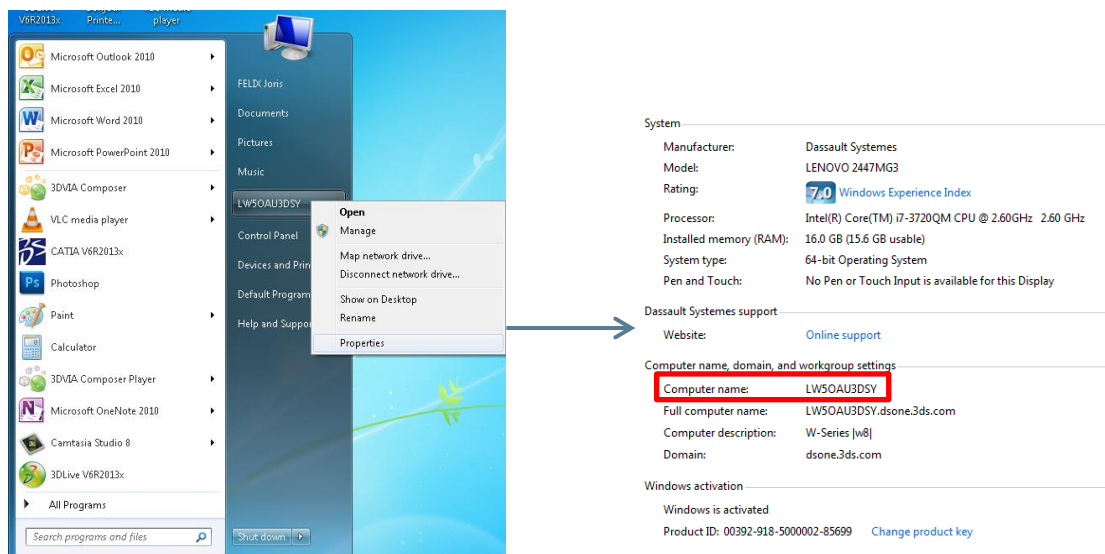 V6R2013x Printe... player
Microsoft Outlook 2010
Microsoft Excel 2010
Microsoft Word 2010
Microsoft PowerPoint 2010
3DVIA Composer
VLC media player
CATIA V6R2013x
Ps Photoshop
Paint
Calculator
3DVIA Composer Player
Microsoft OneNote 2010
Camtasia Studio 8
3DLive V6R2013x
All Programs
Search programs and files
FELIX Joris
Documents
Pictures
Music
LW5OAU3DSY
Control Panel
Devices and Prin
Default Program
Help and Suppo
Shut down
Open
Manage
Map network drive...
Disconnect network drive...
Show on Desktop
Rename
Properties
System
Manufacturer: Dassault Systemes
Model: LENOVO 2447MG3
Rating: 7,0 Windows Experience Index
Processor: Intel(R) Core(TM) i7-3720QM CPU @ 2.60GHz 2.60 GHz
Installed memory (RAM): 16.0 GB (15.6 GB usable)
System type: 64-bit Operating System
Pen and Touch: No Pen or Touch Input is available for this Display
Dassault Systemes support
Website: Online support
Computer name, domain, and workgroup settings
Computer name: LW5OAU3DSY
Full computer name: LW5OAU3DSY.dsone.3ds.com
Computer description: W-Series |w8|
Domain: dsone.3ds.com
Windows activation
Windows is activated
Product ID: 00392-918-5000002-85699 Change product key